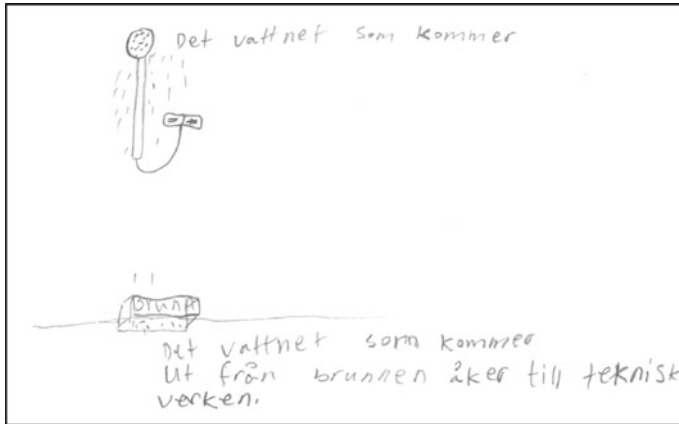 Det vattnet som kommer
Brunn
Det vattnet som kommer
Ut från brunnen åker till teknisk
verken.